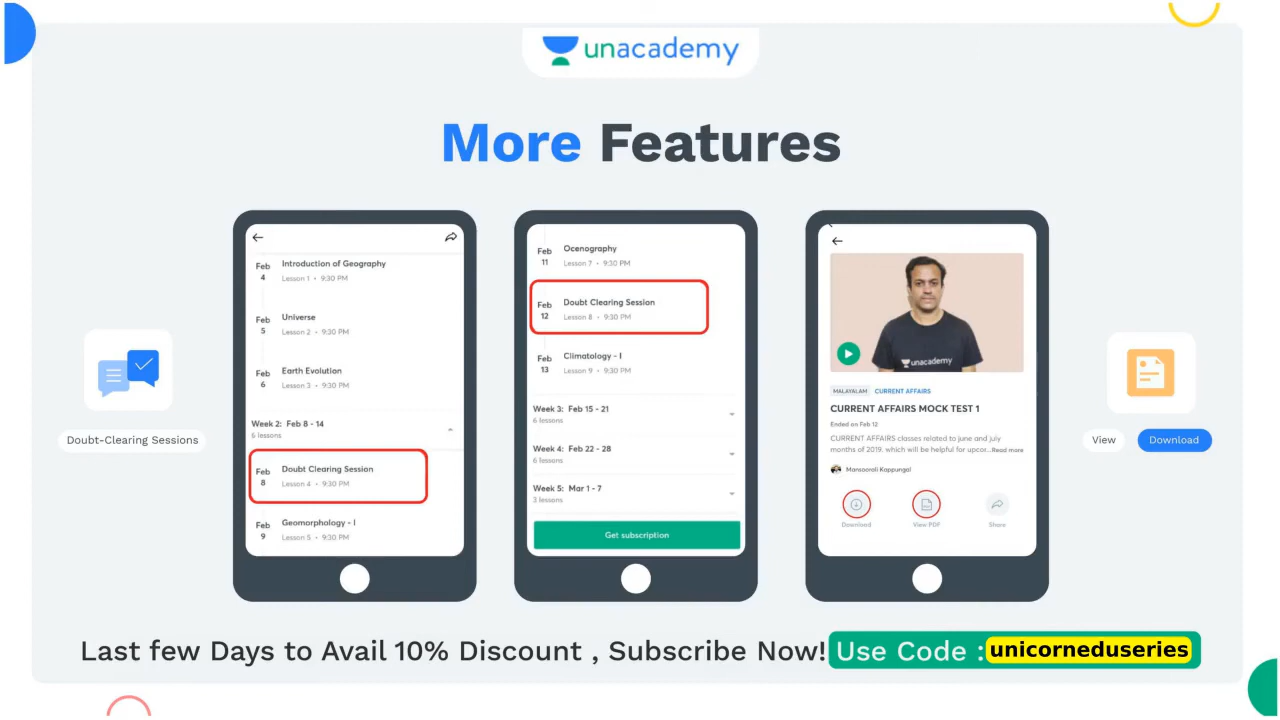 unacademy
More Features
Feb 4
Introduction of Geography
Lesson 1 • 9:30 PM
Feb 5
Universe
Lesson 2 • 9:30 PM
Feb 6
Earth Evolution
Lesson 3 • 9:30 PM
Week 2: Feb 8 - 14
6 lessons
Feb 8
Doubt Clearing Session
Lesson 4 • 9:30 PM
Feb 9
Geomorphology - I
Lesson 5 • 9:30 PM
Doubt-Clearing Sessions
Feb 11
Ocenography
Lesson 7 • 9:30 PM
Feb 12
Doubt Clearing Session
Lesson 8 • 9:30 PM
Feb 13
Climatology - I
Lesson 9 • 9:30 PM
Week 3: Feb 15 - 21
6 lessons
Week 4: Feb 22 - 28
6 lessons
Week 5: Mar 1 - 7
3 lessons
Get subscription
unacademy
MALAYALAM CURRENT AFFAIRS
CURRENT AFFAIRS MOCK TEST 1
Ended on Feb 12
CURRENT AFFAIRS classes related to june and july
months of 2019. which will be helpful for upcor...Read more
Mansoorali Kappungal
Download View PDF Share
View Download
Last few Days to Avail 10% Discount , Subscribe Now! Use Code : unicorneduseries